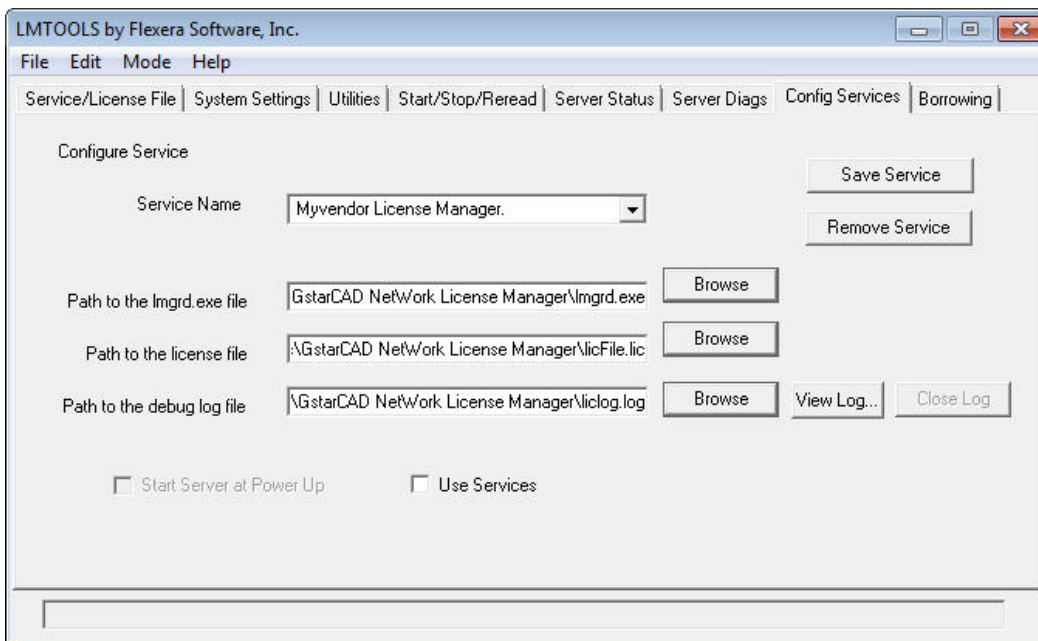 LMTOOLS by Flexera Software, Inc.
File Edit Mode Help
Service/License File System Settings Utilities Start/Stop/Reread Server Status Server Diags Config Services Borrowing
Configure Service
Save Service
Service Name Myvendor License Manager.
Remove Service
Path to the lmgrd.exe file GstarCAD NetWork License Manager\lmgrd.exe Browse
Path to the license file :\GstarCAD NetWork License Manager\licFile.lic Browse
Path to the debug log file \GstarCAD NetWork License Manager\liclog.log Browse View Log... Close Log
Start Server at Power Up Use Services